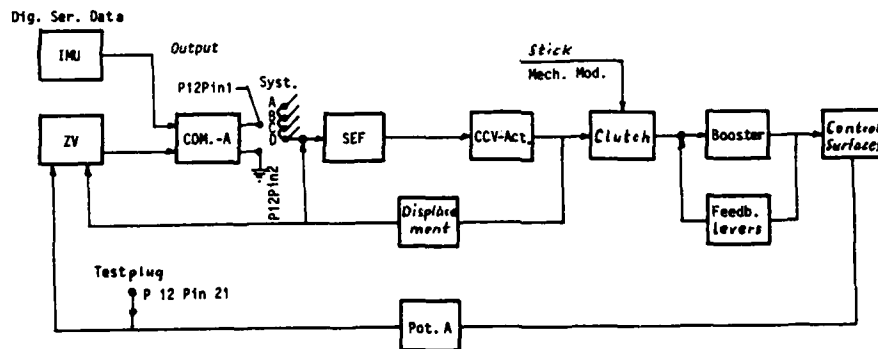 Dig. Ser. Data
IMU
Output
P12Pin1
Syst.
A
B
C
D
ZV
COM.-A
P12Pin2
SEF
CCV-Act.
Stick
Mech. Mod.
Clutch
Booster
Control
Surfaces
Displace
ment
Feedb.
levers
Testplug
P 12 Pin 21
Pot. A